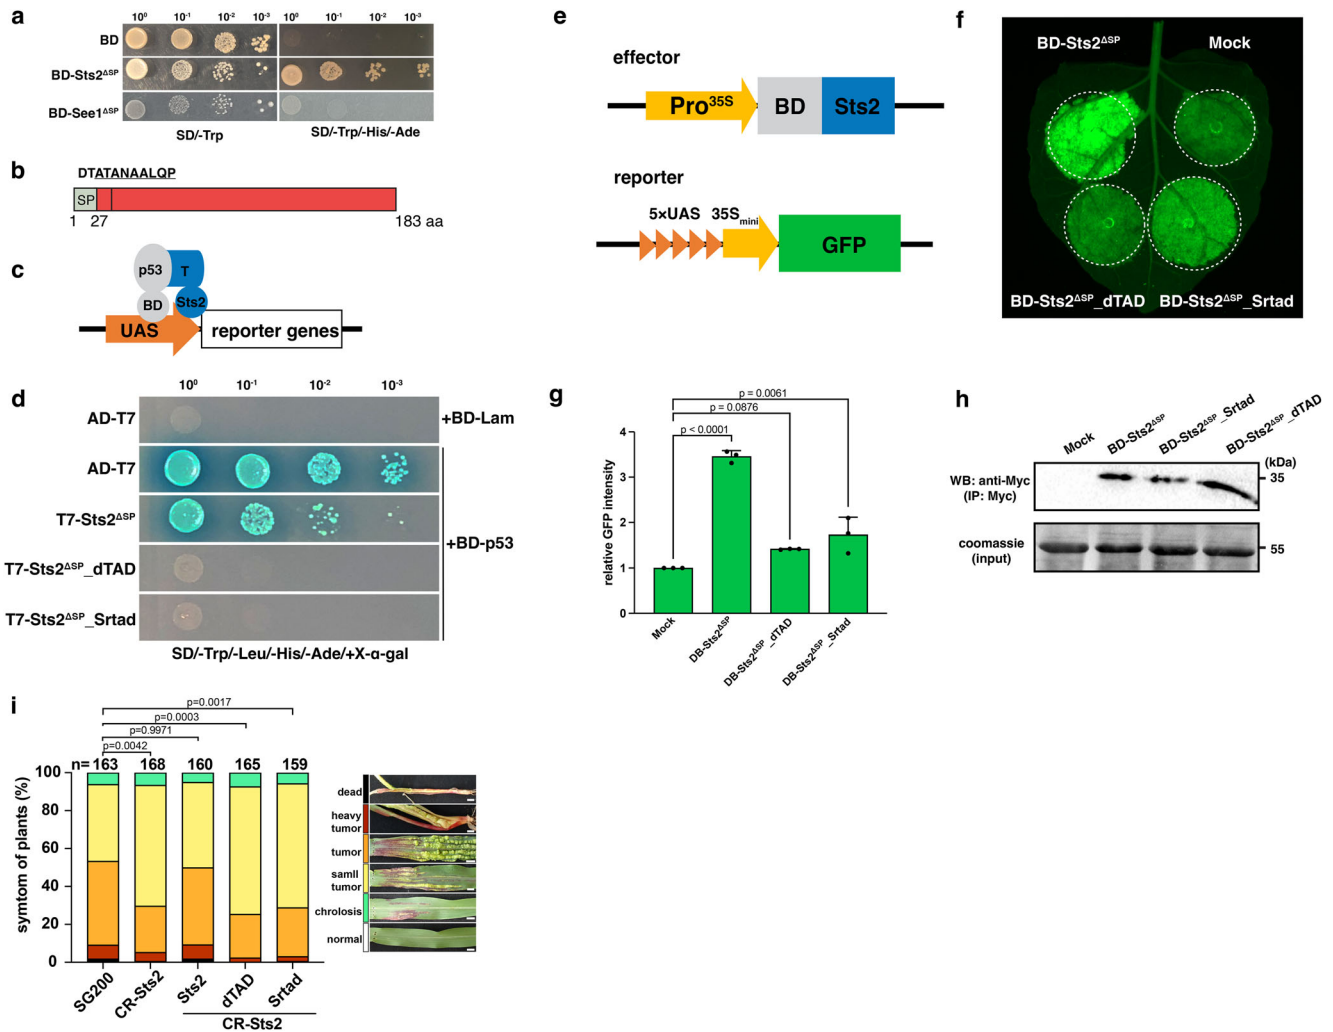 a
10⁰ 10⁻¹ 10⁻² 10⁻³ 10⁰ 10⁻¹ 10⁻² 10⁻³
BD
BD-Sts2ΔSP
BD-See1ΔSP
SD/-Trp SD/-Trp/-His/-Ade
b
DTATANAALQP
SP
1 27 183 aa
c
p53 T
BD Sts2
UAS reporter genes
d
10⁰ 10⁻¹ 10⁻² 10⁻³
AD-T7 +BD-Lam
AD-T7
T7-Sts2ΔSP
+BD-p53
T7-Sts2ΔSP_dTAD
T7-Sts2ΔSP_Srtad
SD/-Trp/-Leu/-His/-Ade/+X-α-gal
e
effector
Pro35S BD Sts2
reporter
5×UAS 35Smini
GFP
f
BD-Sts2ΔSP Mock
BD-Sts2ΔSP_dTAD BD-Sts2ΔSP_Srtad
g
p = 0.0061
p = 0.0876
p < 0.0001
relative GFP intensity
4
3
2
1
0
Mock
DB-Sts2ΔSP
DB-Sts2ΔSP_dTAD
DB-Sts2ΔSP_Srtad
h
Mock
BD-Sts2ΔSP
BD-Sts2ΔSP_Srtad
BD-Sts2ΔSP_dTAD
(kDa)
WB: anti-Myc
(IP: Myc)
35
coomassie
(input)
55
i
p=0.0017
p=0.0003
p=0.9971
p=0.0042
n= 163 168 160 165 159
symtom of plants (%)
100
80
60
40
20
0
SG200
CR-Sts2
Sts2
dTAD
Srtad
CR-Sts2
dead
heavy
tumor
tumor
samll
tumor
chrolosis
normal